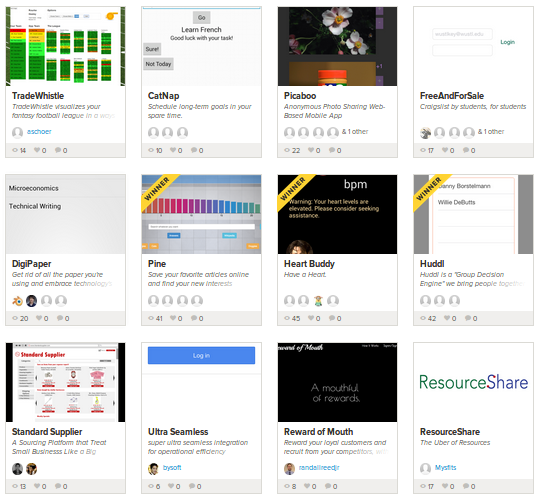 Go
Learn French
Good luck with your task!
Sure!
Not Today
Login
TradeWhistle
TradeWhistle visualizes your
fantasy football league in a
aschoer
14 0 0
CatNap
Schedule long-term goals in your
spare time.
10 0 0
Picaboo
Anonymous Photo Sharing Web-
Based Mobile App
& 1 other
22 0 0
FreeAndForSale
Craigslist by students, for students
& 1 other
17 0 0
Microeconomics
Technical Writing
WINNER
WINNER
bpm
Warning: Your heart levels are
elevated. Please consider seeking
assistance.
WINNER
Danny Borstelmann
Willie DeButts
DigiPaper
Get rid of all the paper you're
using and embrace technology
20 0 0
Pine
Save your favorite articles online
and find your new interests
41 0 0
Heart Buddy
Have a Heart.
45 0 0
Huddl
Huddl is a "Group Decision
Engine" we bring people together
42 0 0
Standard Supplier
Log in
eward of Mouth
A mouthful
of rewards.
ResourceShare
Standard Supplier
A Sourcing Platform that Treat
Small Businesss Like a Big
13 0 0
Ultra Seamless
super ultra seamless integration
for operational efficiency
bysoft
6 0 0
Reward of Mouth
Reward your loyal customers and
recruit from your competitors,
randallreedjr
8 0 0
ResourceShare
The Uber of Resources
Mysfits
17 0 0